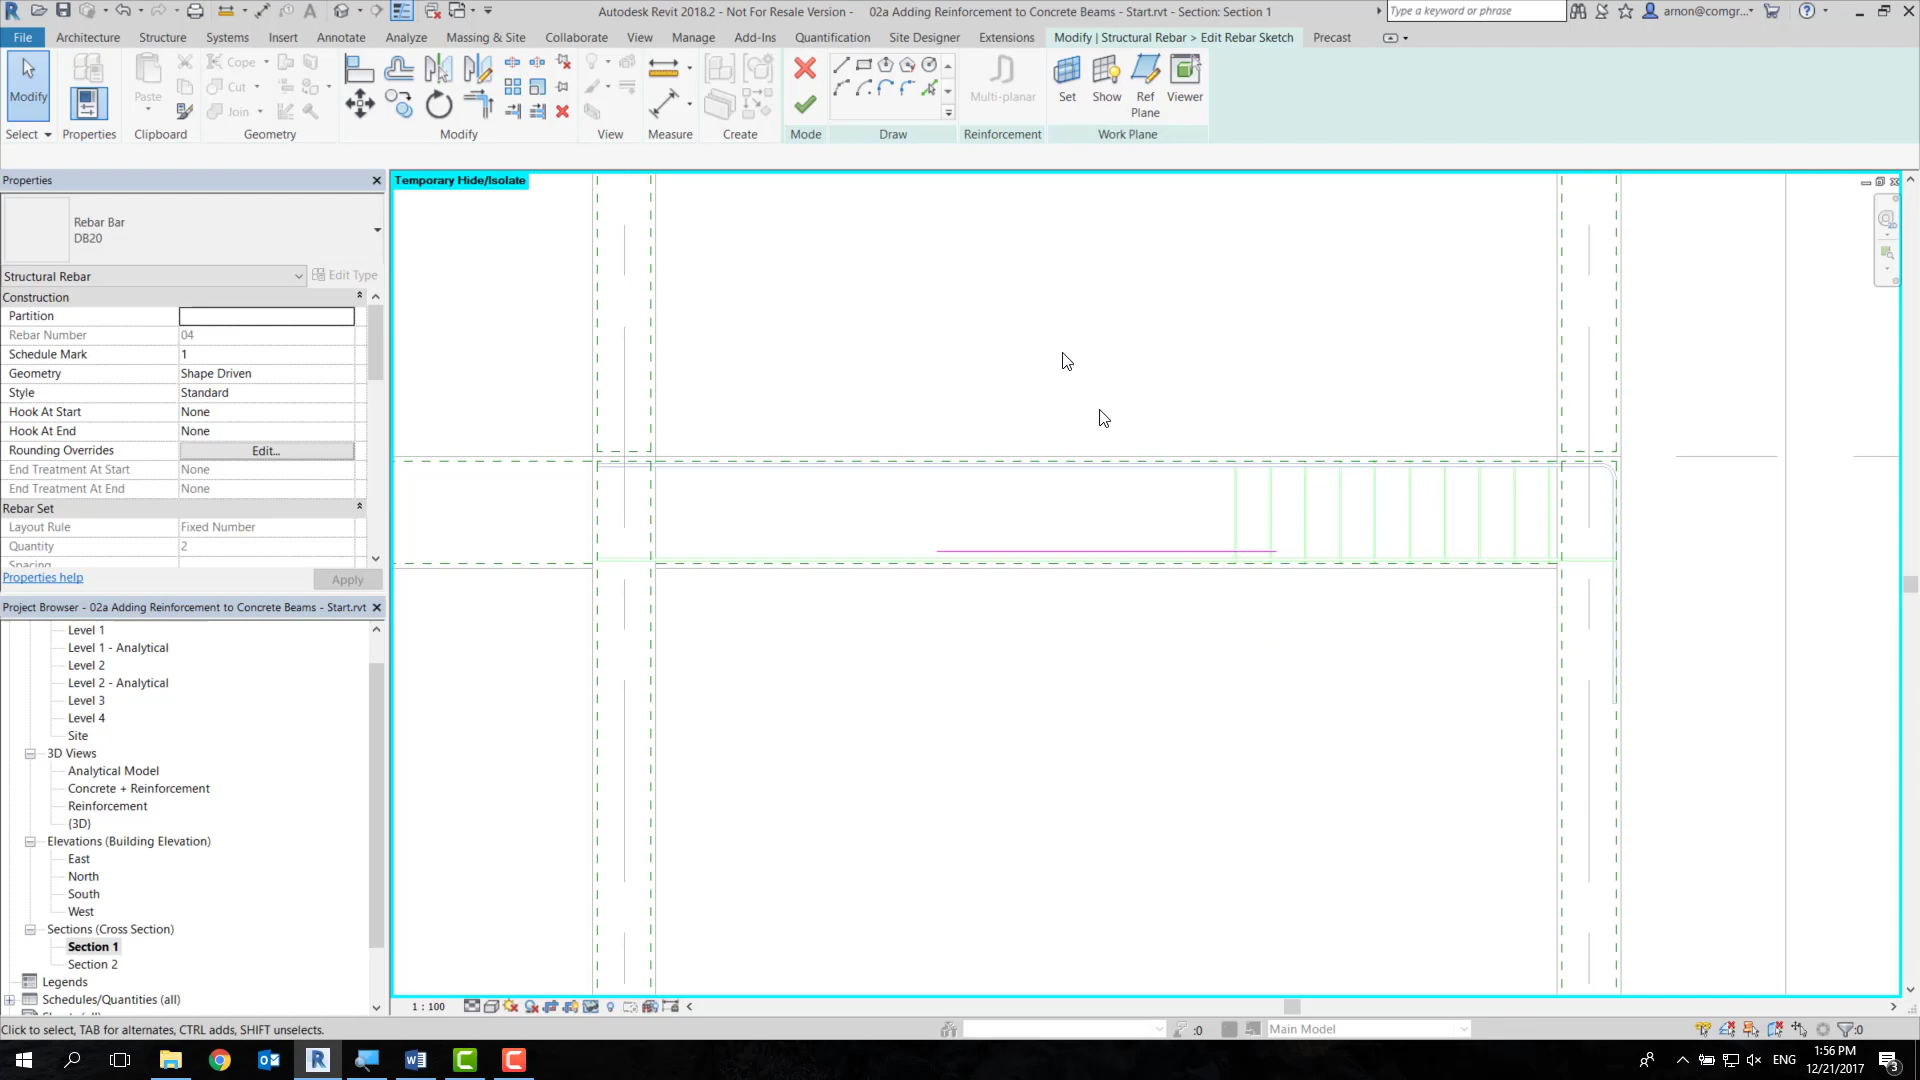 Autodesk Revit 2018.2 - Not For Resale Version - 02a Adding Reinforcement to Concrete Beams - Start.rvt - Section: Section 1
Type a keyword or phrase
arnon@comgr...
File Architecture Structure Systems Insert Annotate Analyze Massing & Site Collaborate View Manage Add-Ins Quantification Site Designer Extensions Modify | Structural Rebar > Edit Rebar Sketch Precast
Modify Paste Cope Cut Join Multi-planar Set Show Ref Plane Viewer
Select Properties Clipboard Geometry Modify View Measure Create Mode Draw Reinforcement Work Plane
Properties
Temporary Hide/Isolate
Rebar Bar
DB20
Structural Rebar Edit Type
Construction
Partition
Rebar Number 04
Schedule Mark 1
Geometry Shape Driven
Style Standard
Hook At Start None
Hook At End None
Rounding Overrides Edit...
End Treatment At Start None
End Treatment At End None
Rebar Set
Layout Rule Fixed Number
Quantity 2
Spacing
Properties help Apply
Project Browser - 02a Adding Reinforcement to Concrete Beams - Start.rvt
Level 1
Level 1 - Analytical
Level 2
Level 2 - Analytical
Level 3
Level 4
Site
3D Views
Analytical Model
Concrete + Reinforcement
Reinforcement
{3D}
Elevations (Building Elevation)
East
North
South
West
Sections (Cross Section)
Section 1
Section 2
Legends
Schedules/Quantities (all)
1 : 100
Click to select, TAB for alternates, CTRL adds, SHIFT unselects.
:0 Main Model :0
ENG 1:56 PM
12/21/2017
3